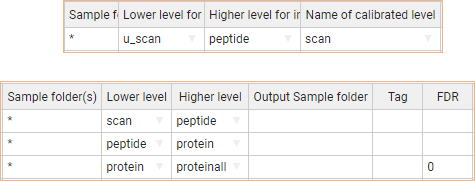 Sample f Lower level for Higher level for ir Name of calibrated level
* u_scan peptide scan
Sample folder(s) Lower level Higher level Output Sample folder Tag FDR
* scan peptide
* peptide protein
* protein proteinall 0